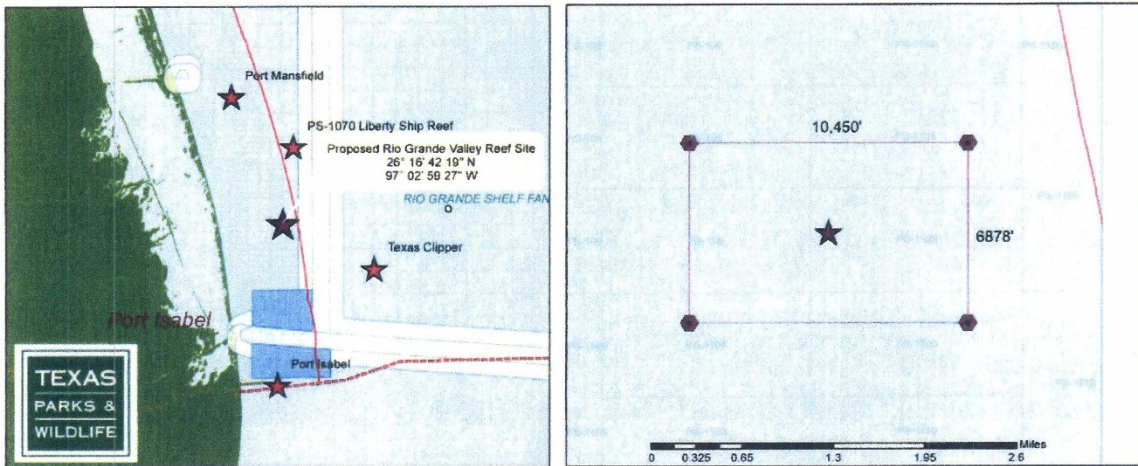 Port Mansfield
PS-1070 Liberty Ship Reef
Proposed Rio Grande Valley Reef Site
26° 16' 42 19" N
97° 02' 59 27" W
RIO GRANDE SHELF FAN
Texas Clipper
Port Isabel
Port Isabel
TEXAS
PARKS &
WILDLIFE
10,450'
6878'
Miles
0 0.325 0.65 1.3 1.95 2.6